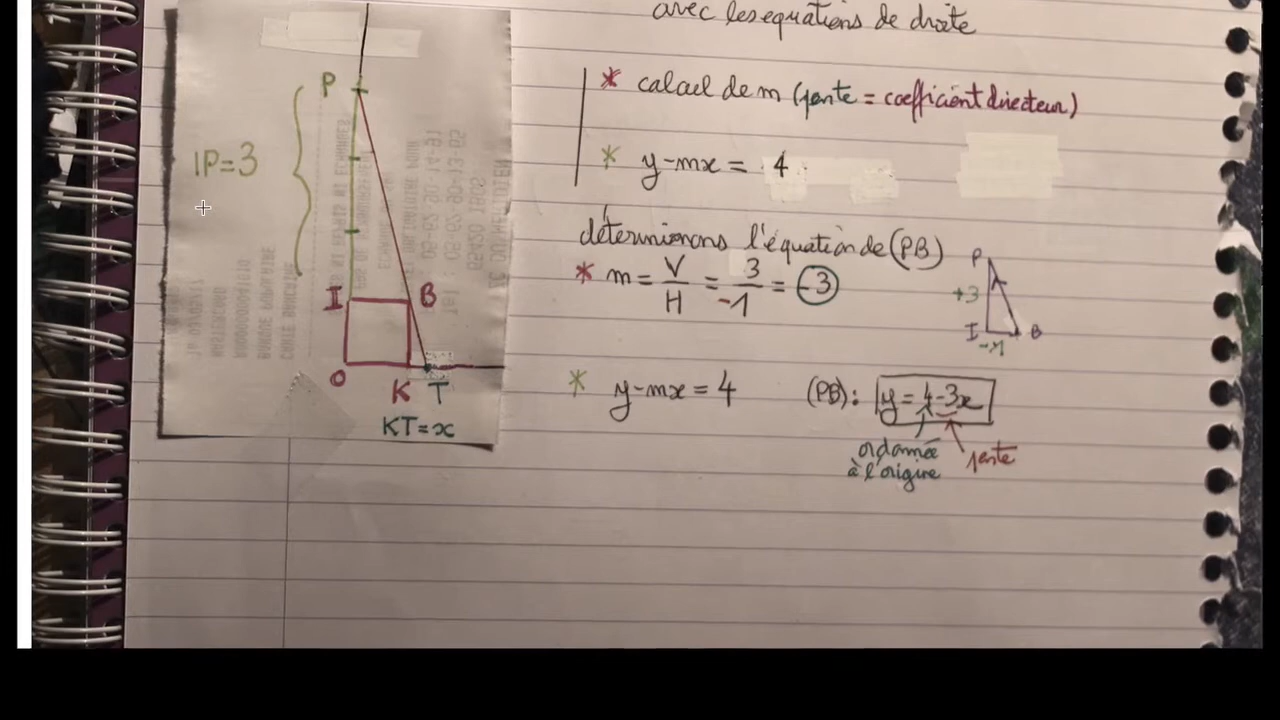 avec les équations de droite
* calcul de m (pente = coefficient directeur)
* y-mx = 4
déterminons l'équation de (PB)
* m = V/H = 3/-1 = -3
P
+3
I
-1
B
* y-mx = 4
(PB): y = 4-3x
ordonnée
à l'origine
pente
P
IP=3
I
B
O
K
T
KT=x